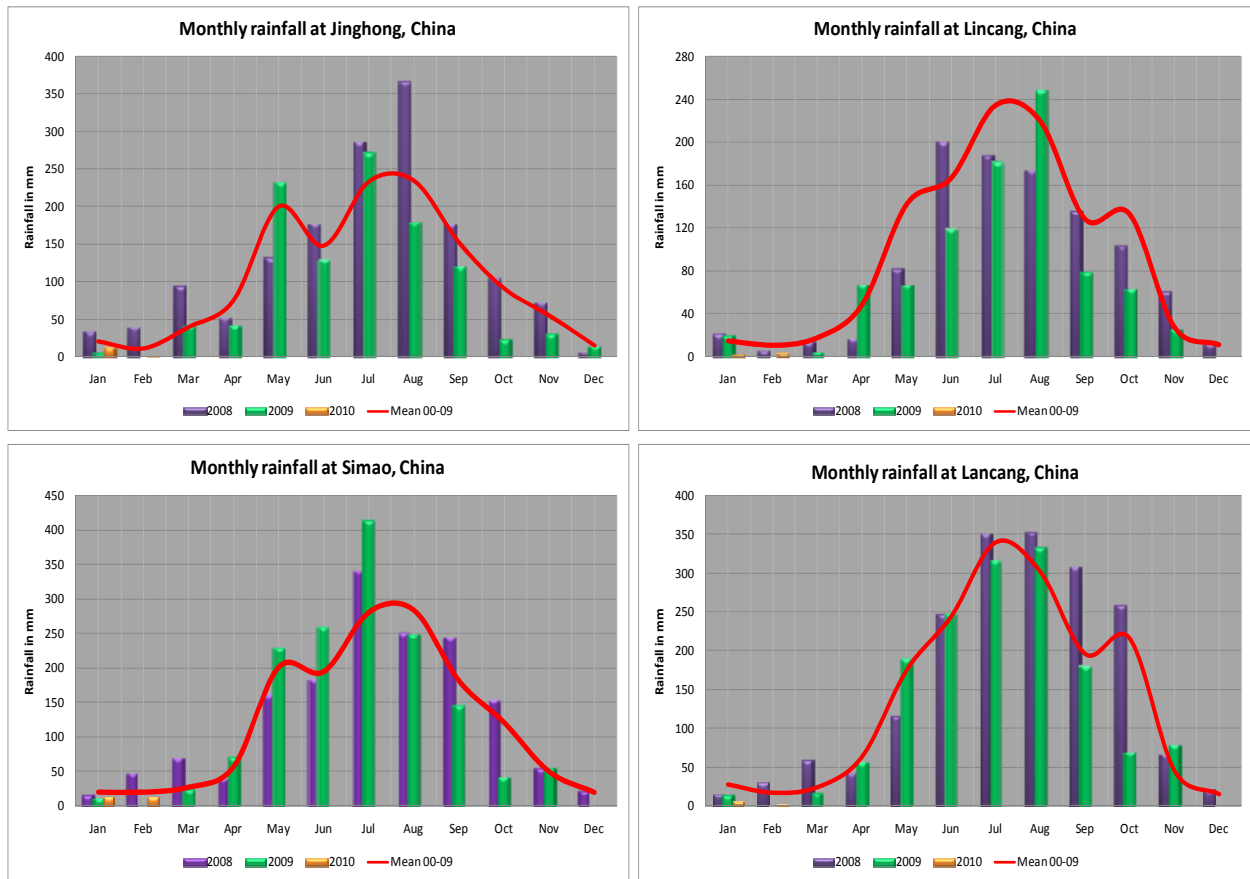 Monthly rainfall at Jinghong, China
400
350
300
250
200
150
100
50
0
Rainfall in mm
Jan Feb Mar Apr May Jun Jul Aug Sep Oct Nov Dec
2008 2009 2010 Mean 00-09
Monthly rainfall at Lincang, China
280
240
200
160
120
80
40
0
Rainfall in mm
Jan Feb Mar Apr May Jun Jul Aug Sep Oct Nov Dec
2008 2009 2010 Mean 00-09
Monthly rainfall at Simao, China
450
400
350
300
250
200
150
100
50
0
Rainfall in mm
Jan Feb Mar Apr May Jun Jul Aug Sep Oct Nov Dec
2008 2009 2010 Mean 00-09
Monthly rainfall at Lancang, China
400
350
300
250
200
150
100
50
0
Rainfall in mm
Jan Feb Mar Apr May Jun Jul Aug Sep Oct Nov Dec
2008 2009 2010 Mean 00-09